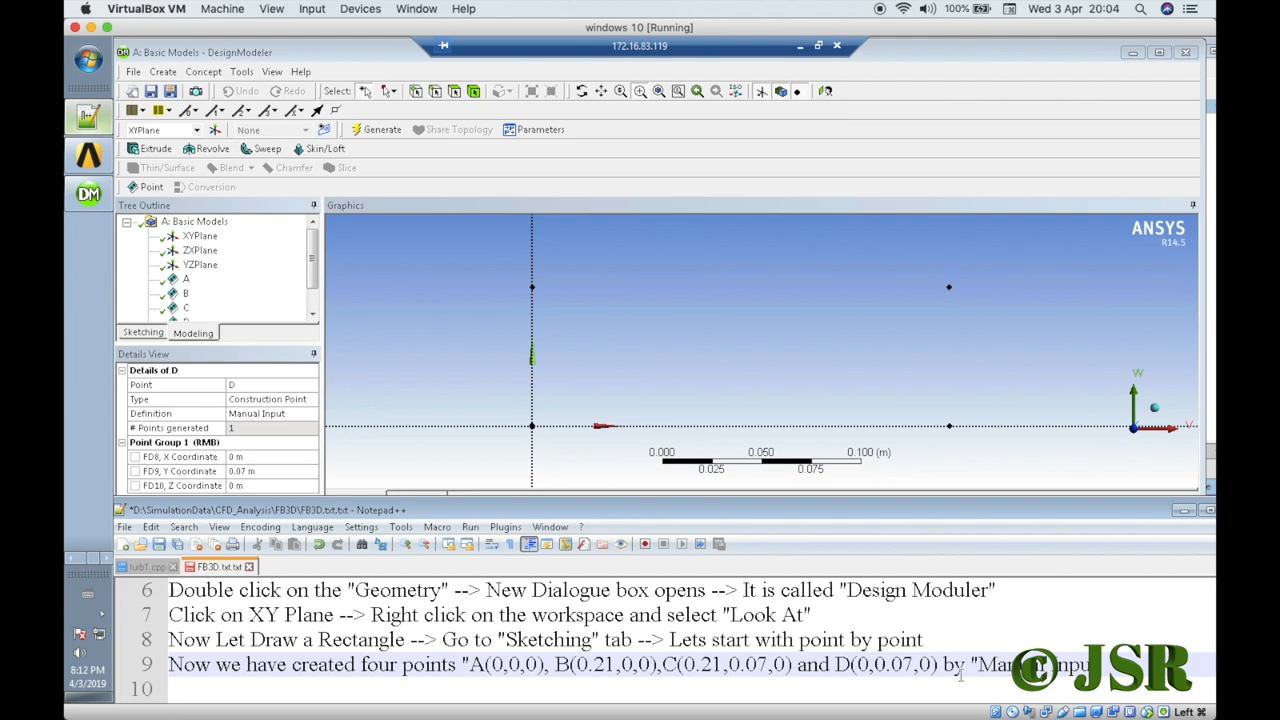 VirtualBox VM Machine View Input Devices Window Help 100% Wed 3 Apr 20:04
windows 10 [Running]
A: Basic Models - DesignModeler
172.16.83.119
File Create Concept Tools View Help
Undo Redo Select:
XYPlane None Generate Share Topology Parameters
Extrude Revolve Sweep Skin/Loft
Thin/Surface Blend Chamfer Slice
Point Conversion
Tree Outline
Graphics
A: Basic Models
XYPlane
ZXPlane
YZPlane
A
B
C
Sketching Modeling
Details View
Details of D
Point D
Type Construction Point
Definition Manual Input
# Points generated 1
Point Group 1 (RMB)
FD8, X Coordinate 0 m
FD9, Y Coordinate 0.07 m
FD10, Z Coordinate 0 m
ANSYS
R14.5
W
0.000 0.050 0.100 (m)
0.025 0.075
*D:\SimulationData\CFD_Analysis\FB3D\FB3D.txt.txt - Notepad++
File Edit Search View Encoding Language Settings Tools Macro Run Plugins Window ?
turb1.cpp FB3D.txt.txt
6 Double click on the "Geometry" --> New Dialogue box opens --> It is called "Design Moduler"
7 Click on XY Plane --> Right click on the workspace and select "Look At"
8 Now Let Draw a Rectangle --> Go to "Sketching" tab --> Lets start with point by point
9 Now we have created four points "A(0,0,0), B(0.21,0,0),C(0.21,0.07,0) and D(0,0.07,0) by "Manual Inpu
10
8:12 PM
4/3/2019
© JSR
Left ⌘